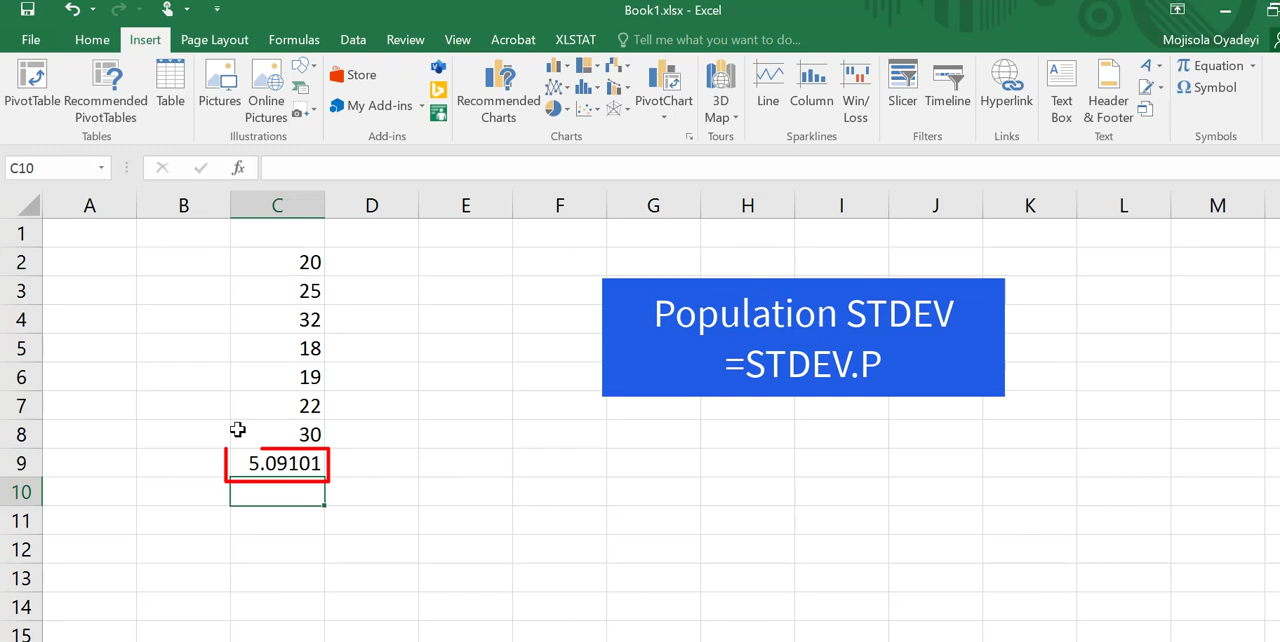 Book1.xlsx - Excel
File Home Insert Page Layout Formulas Data Review View Acrobat XLSTAT Tell me what you want to do... Mojisola Oyadeyi
PivotTable
Recommended
PivotTables
Table
Tables
Pictures
Online
Pictures
Illustrations
Store
My Add-ins
Add-ins
Recommended
Charts
PivotChart
Charts
3D
Map
Tours
Line
Column
Win/
Loss
Sparklines
Slicer
Timeline
Filters
Hyperlink
Links
Text
Box
Header
& Footer
Text
π Equation
Ω Symbol
Symbols
C10 fx
A B C D E F G H I J K L M
1
2 20
3 25
4 32
5 18
6 19
7 22
8 30
9 5.09101
10
11
12
13
14
15
Population STDEV
=STDEV.P